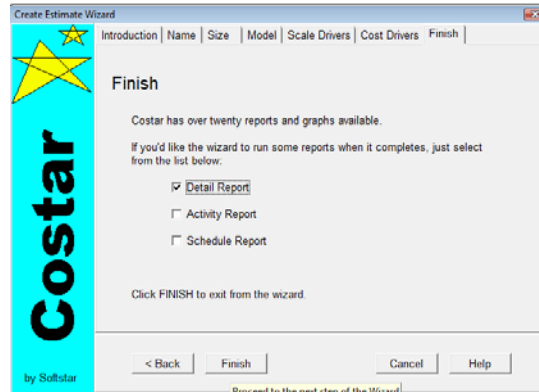 Create Estimate Wizard
Introduction Name Size Model Scale Drivers Cost Drivers Finish
Finish
Costar has over twenty reports and graphs available.
If you'd like the wizard to run some reports when it completes, just select
from the list below:
Detail Report
Activity Report
Schedule Report
Click FINISH to exit from the wizard.
Costar
by Softstar
< Back Finish Cancel Help
Proceed to the next step of the Wizard